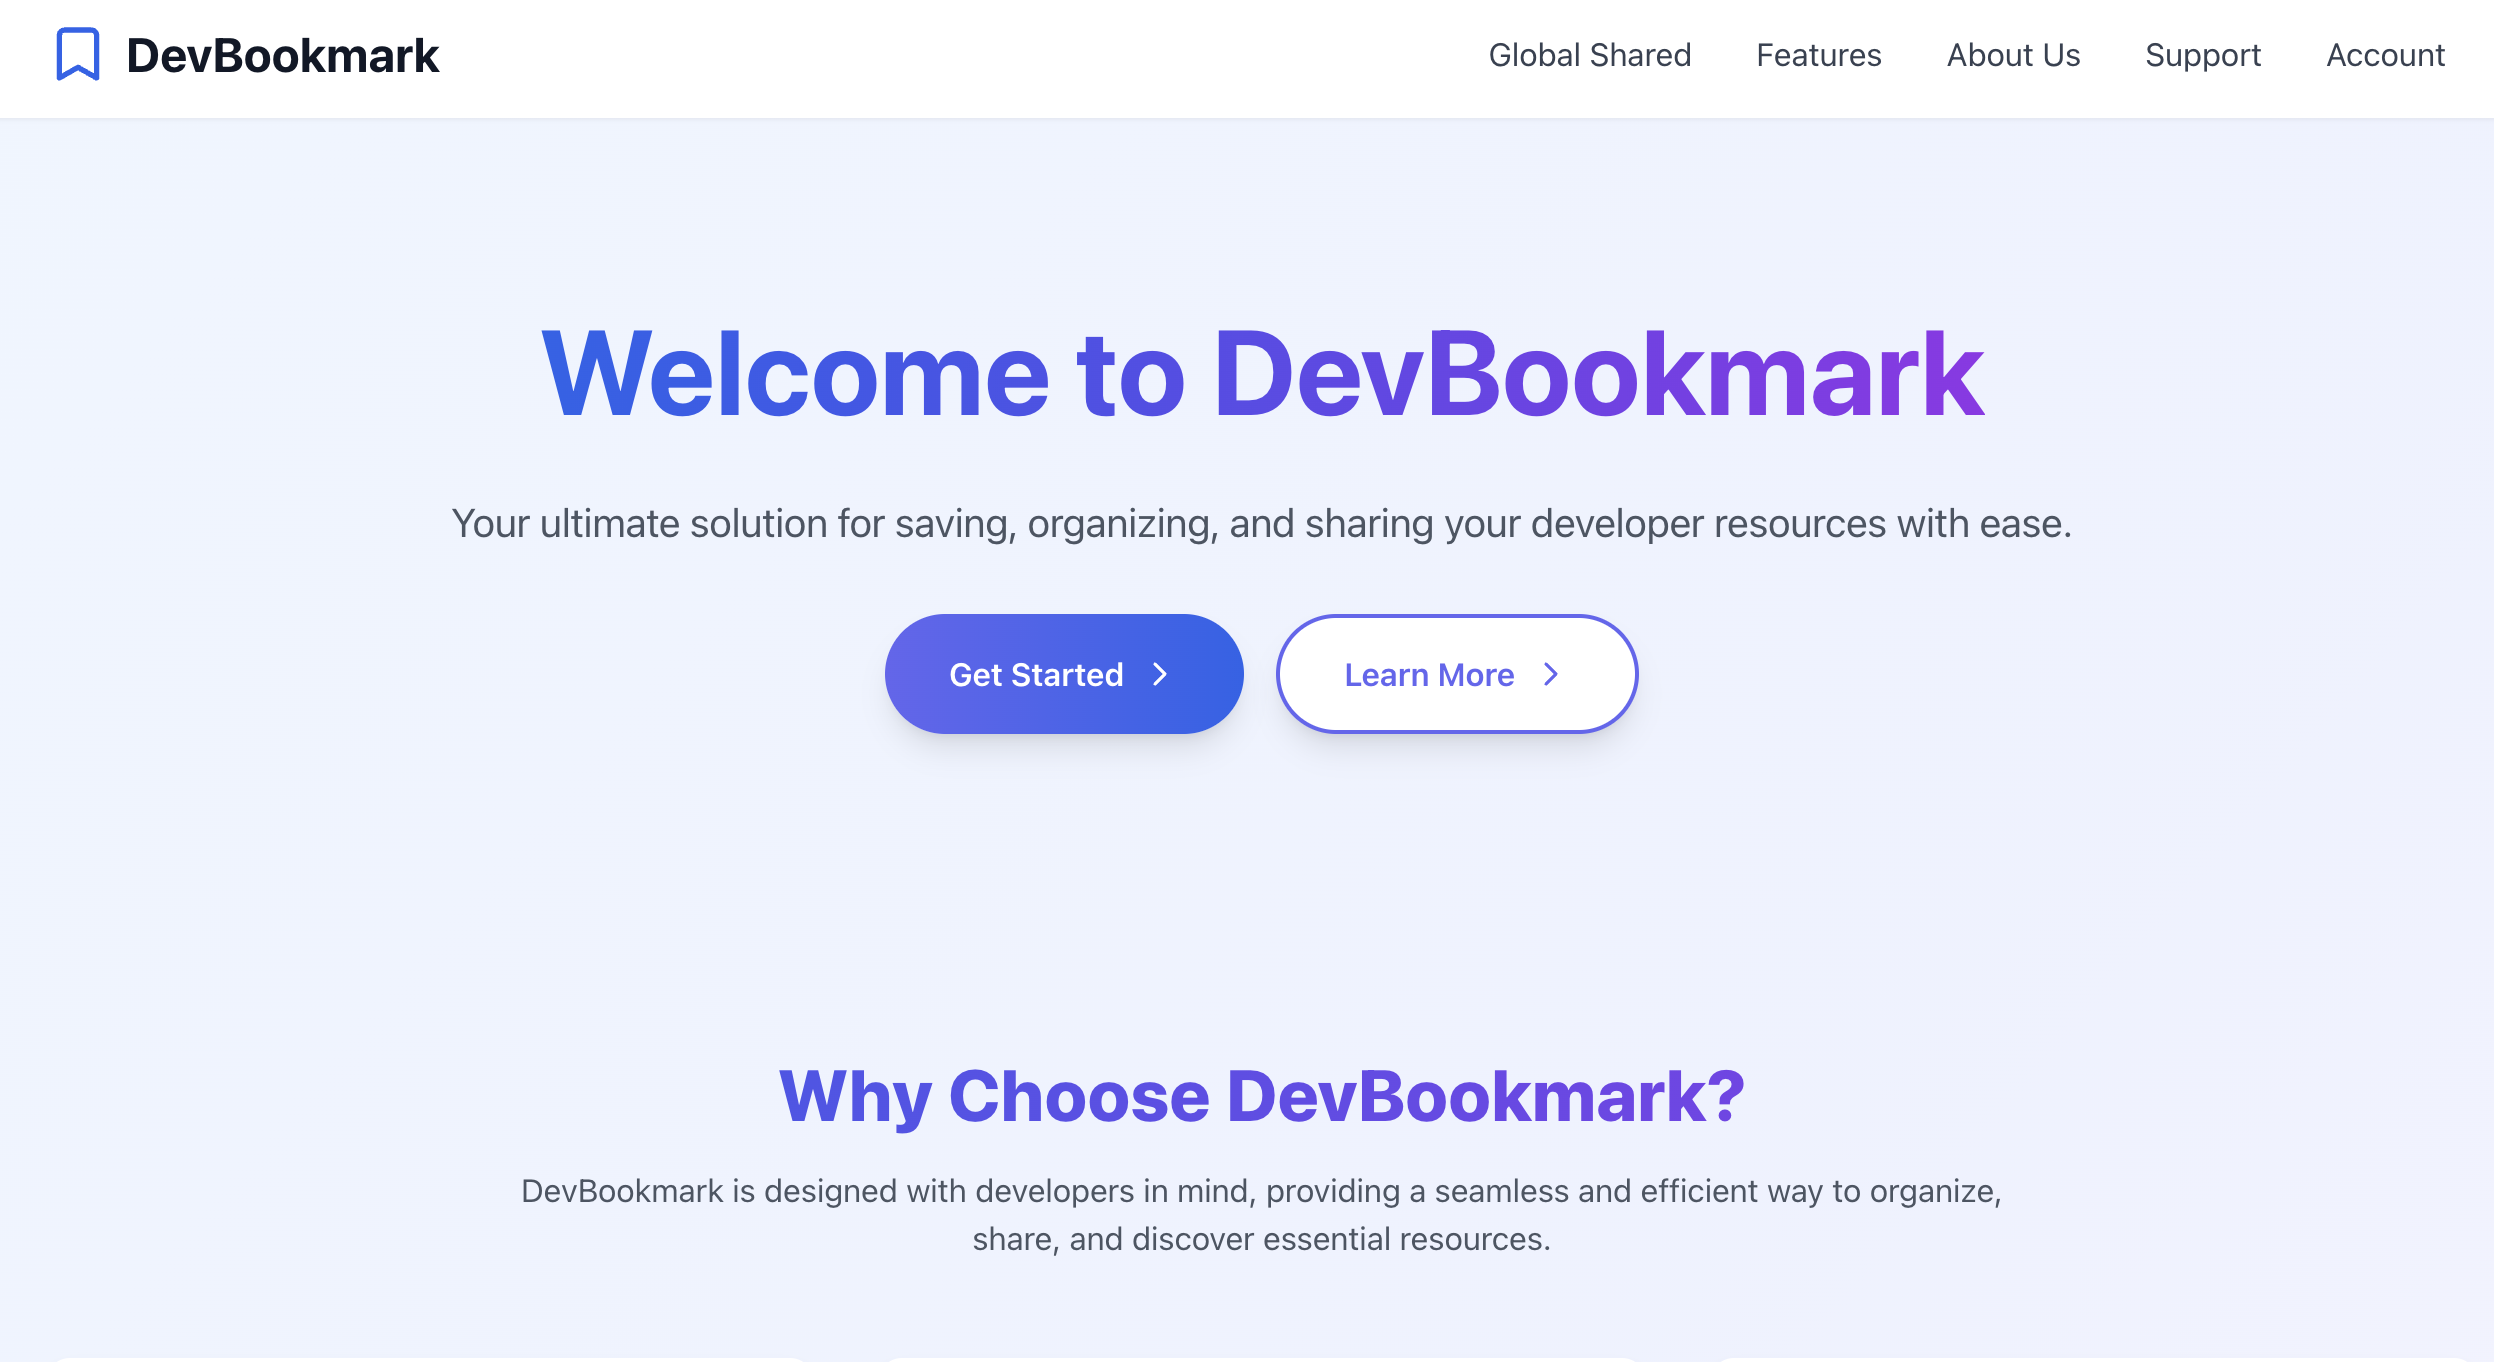 DevBookmark
Global Shared
Features
About Us
Support
Account
Welcome to DevBookmark
Your ultimate solution for saving, organizing, and sharing your developer resources with ease.
Get Started
Learn More
Why Choose DevBookmark?
DevBookmark is designed with developers in mind, providing a seamless and efficient way to organize,
share, and discover essential resources.